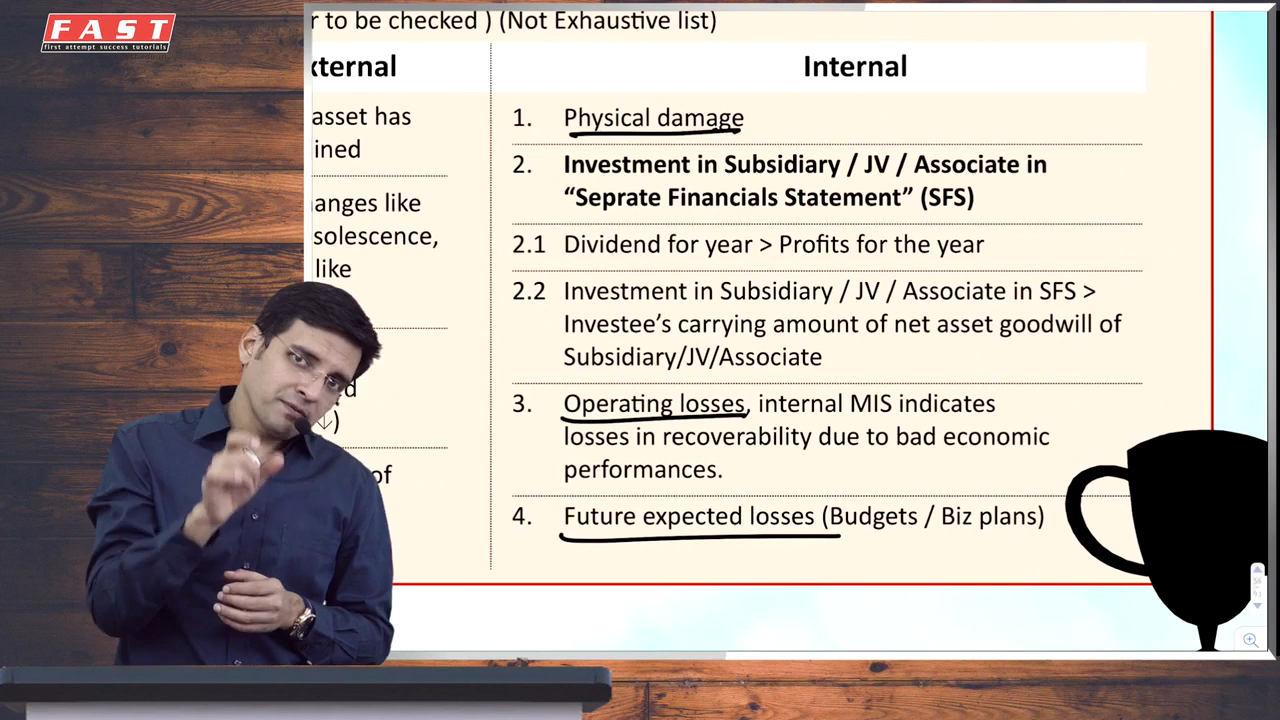 FAST
first attempt success tutorials
r to be checked ) (Not Exhaustive list)
xternal
Internal
asset has
ined
anges like
solescence,
like
d
↓)
of
1. Physical damage
2. Investment in Subsidiary / JV / Associate in
“Seprate Financials Statement” (SFS)
2.1 Dividend for year > Profits for the year
2.2 Investment in Subsidiary / JV / Associate in SFS >
Investee’s carrying amount of net asset goodwill of
Subsidiary/JV/Associate
3. Operating losses, internal MIS indicates
losses in recoverability due to bad economic
performances.
4. Future expected losses (Budgets / Biz plans)
56
91